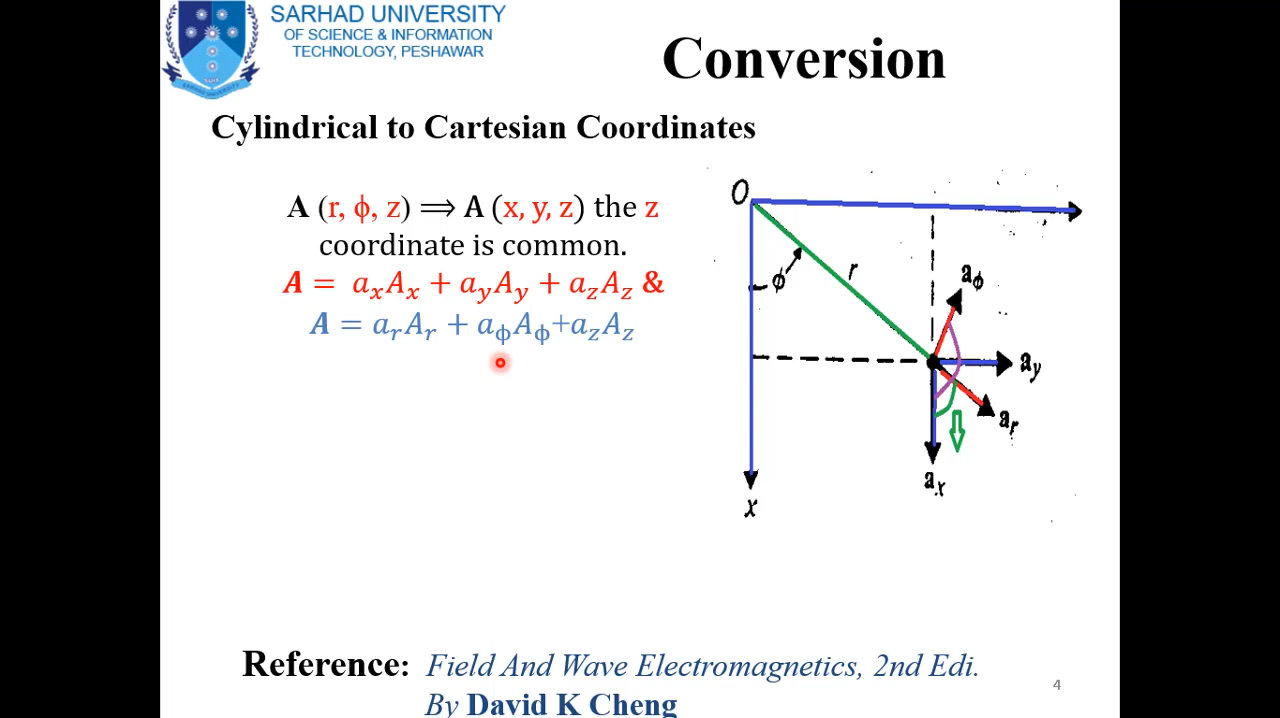 SARHAD UNIVERSITY
OF SCIENCE & INFORMATION
TECHNOLOGY, PESHAWAR
Conversion
Cylindrical to Cartesian Coordinates
A (r, ϕ, z) ⟹ A (x, y, z) the z
coordinate is common.
A = aₓAₓ + a_yA_y + a_zA_z &
A = a_rA_r + a_ϕA_ϕ+a_zA_z
O
ϕ
r
a_ϕ
a_y
a_r
a_x
x
Reference: Field And Wave Electromagnetics, 2nd Edi.
By David K Cheng
4